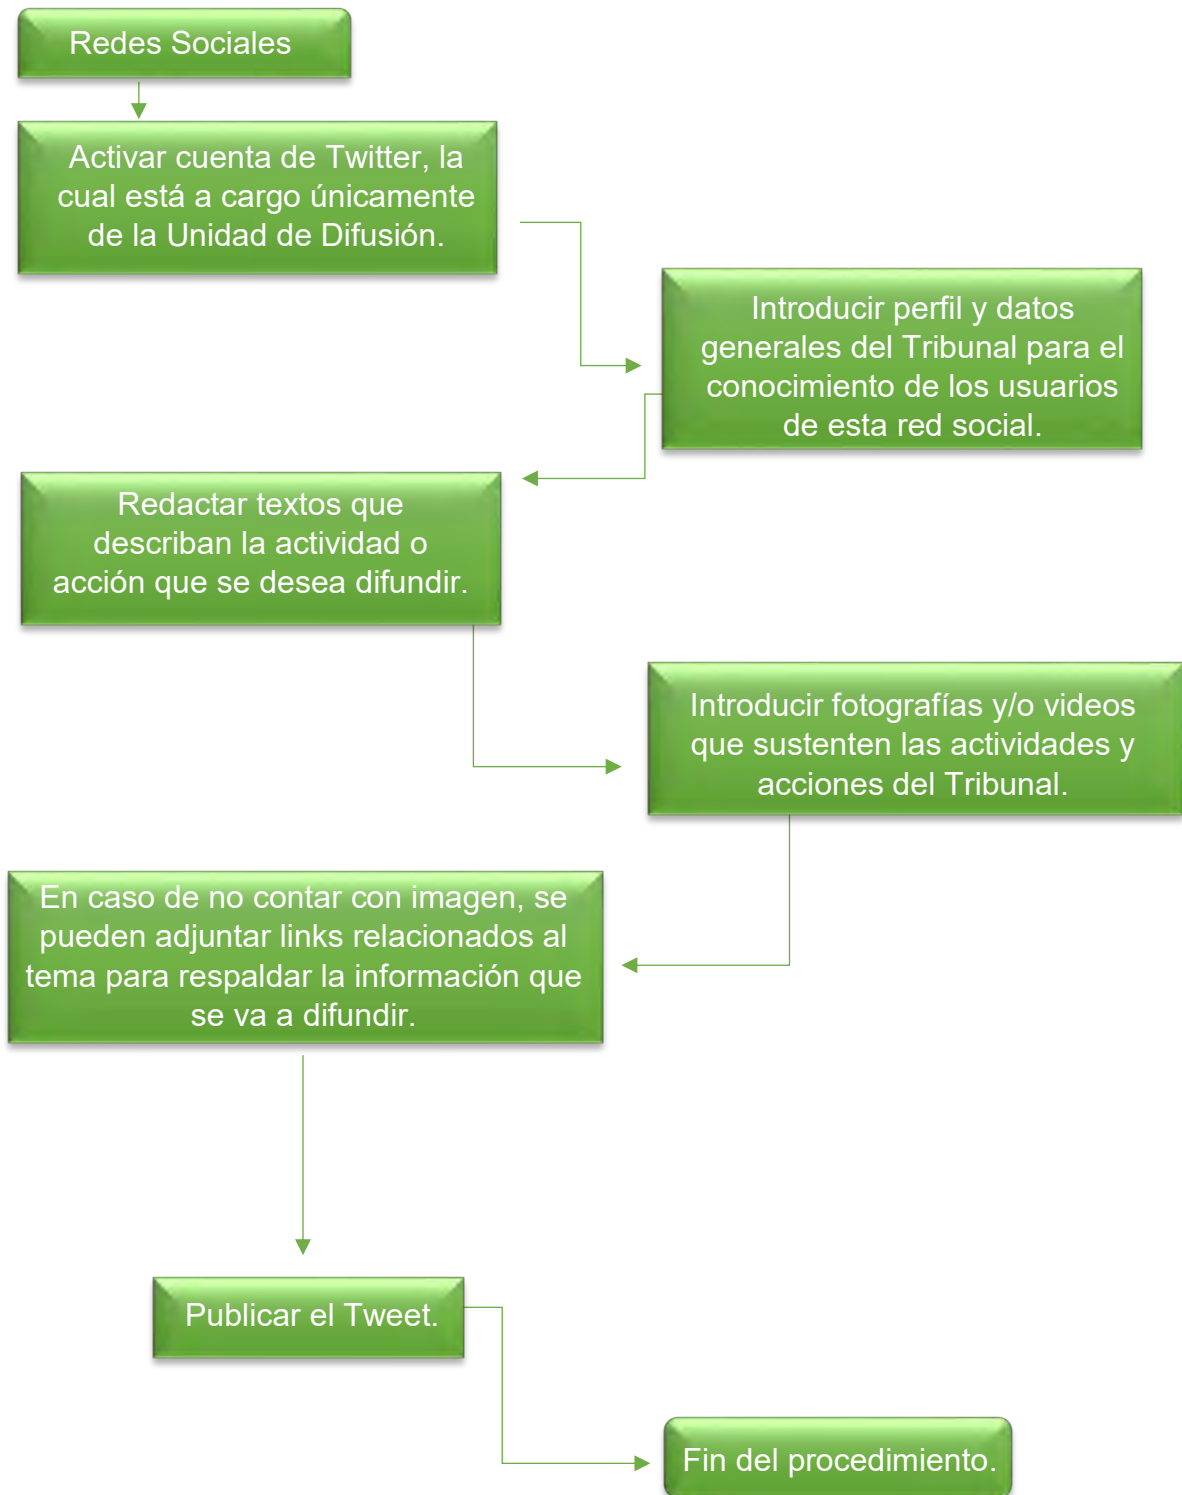 Redes Sociales
Activar cuenta de Twitter, la
cual está a cargo únicamente
de la Unidad de Difusión.
Introducir perfil y datos
generales del Tribunal para el
conocimiento de los usuarios
de esta red social.
Redactar textos que
describan la actividad o
acción que se desea difundir.
Introducir fotografías y/o videos
que sustenten las actividades y
acciones del Tribunal.
En caso de no contar con imagen, se
pueden adjuntar links relacionados al
tema para respaldar la información que
se va a difundir.
Publicar el Tweet.
Fin del procedimiento.